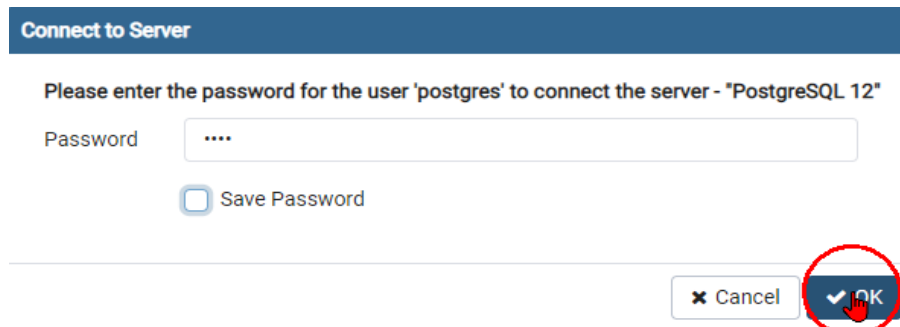 Connect to Server
Please enter the password for the user 'postgres' to connect the server - "PostgreSQL 12"
Password ••••
Save Password
✖ Cancel ✔ OK